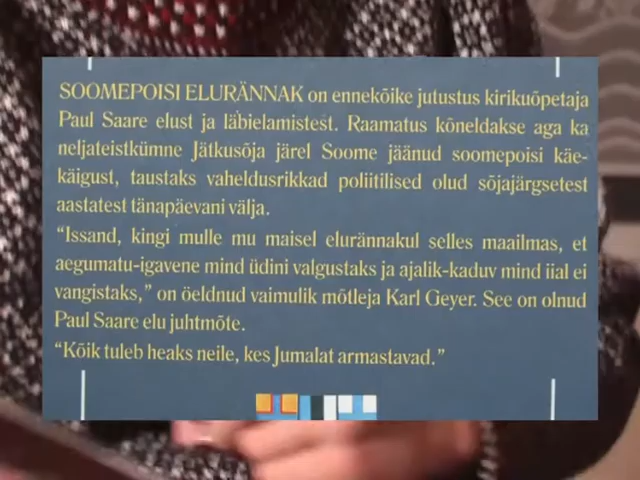 SOOMEPOISI ELURÄNNAK on ennekõike jutustus kirikuõpetaja
Paul Saare elust ja läbielamistest. Raamatus kõneldakse aga ka
neljateistkümne Jätkusõja järel Soome jäänud soomepoisi käe-
käigust, taustaks vaheldusrikkad poliitilised olud sõjajärgsetest
aastatest tänapäevani välja.
“Issand, kingi mulle mu maisel elurännakul selles maailmas, et
aegumatu-igavene mind üdini valgustaks ja ajalik-kaduv mind iial ei
vangistaks,” on öeldnud vaimulik mõtleja Karl Geyer. See on olnud
Paul Saare elu juhtmõte.
“Kõik tuleb heaks neile, kes Jumalat armastavad.”